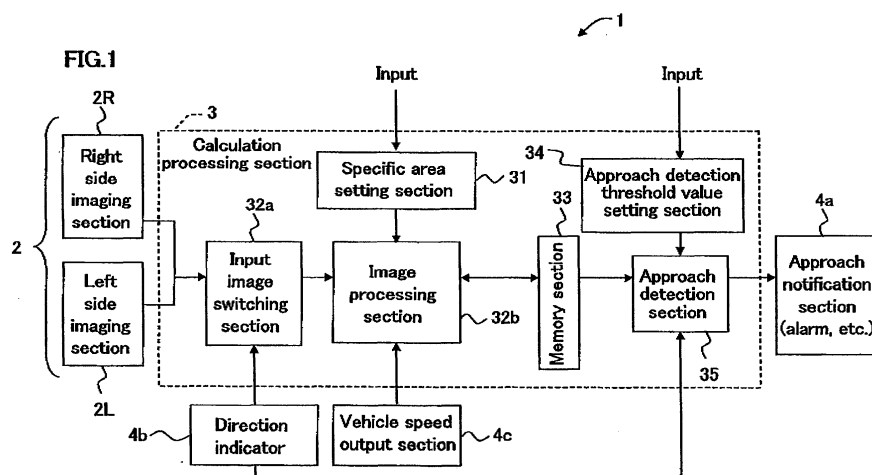 FIG.1
1
Input
Input
2R
3
Calculation
processing section
Right
side
imaging
section
Specific area
setting section
31
34
Approach detection
threshold value
setting section
32a
33
4a
2
Left
side
imaging
section
Input
image
switching
section
Image
processing
section
32b
Memory section
Approach
detection
section
Approach
notification
section
(alarm, etc.)
35
2L
4b
Direction
indicator
Vehicle speed
output section
4c